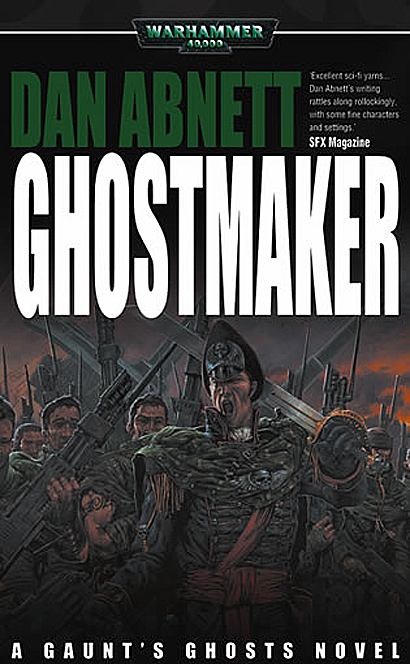 WARHAMMER
40,000
DAN ABNETT
'Excellent sci-fi yarns...
Dan Abnett's writing
rattles along rollockingly,
with some fine characters
and settings.'
SFX Magazine
GHOSTMAKER
A GAUNT'S GHOSTS NOVEL